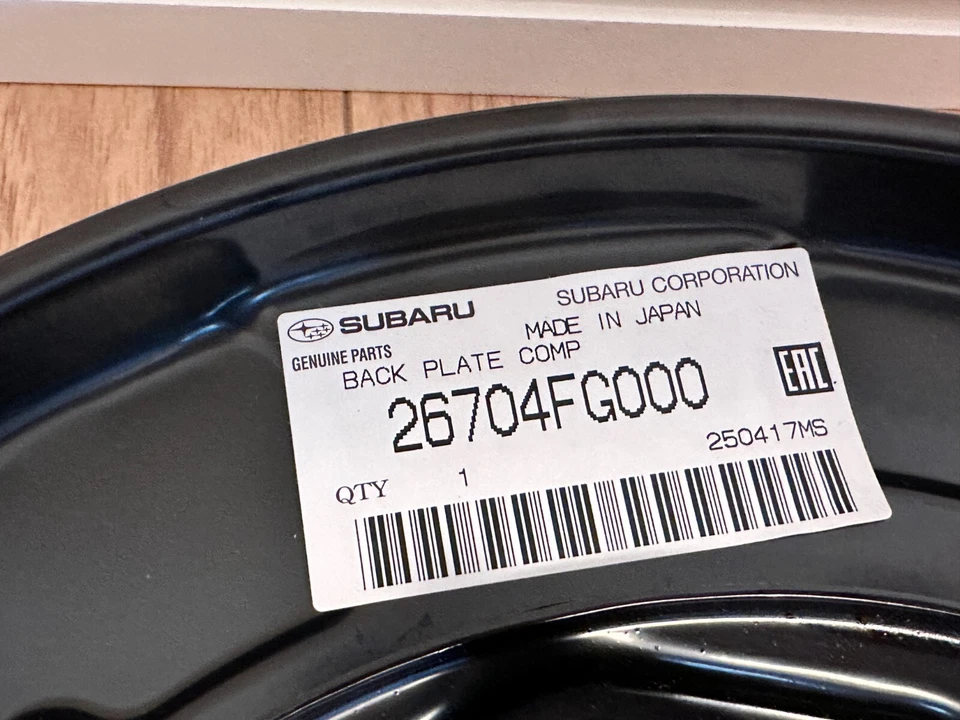 SUBARU SUBARU CORPORATION
GENUINE PARTS MADE IN JAPAN
BACK PLATE COMP
26704FG000 EAC
250417MS
QTY 1